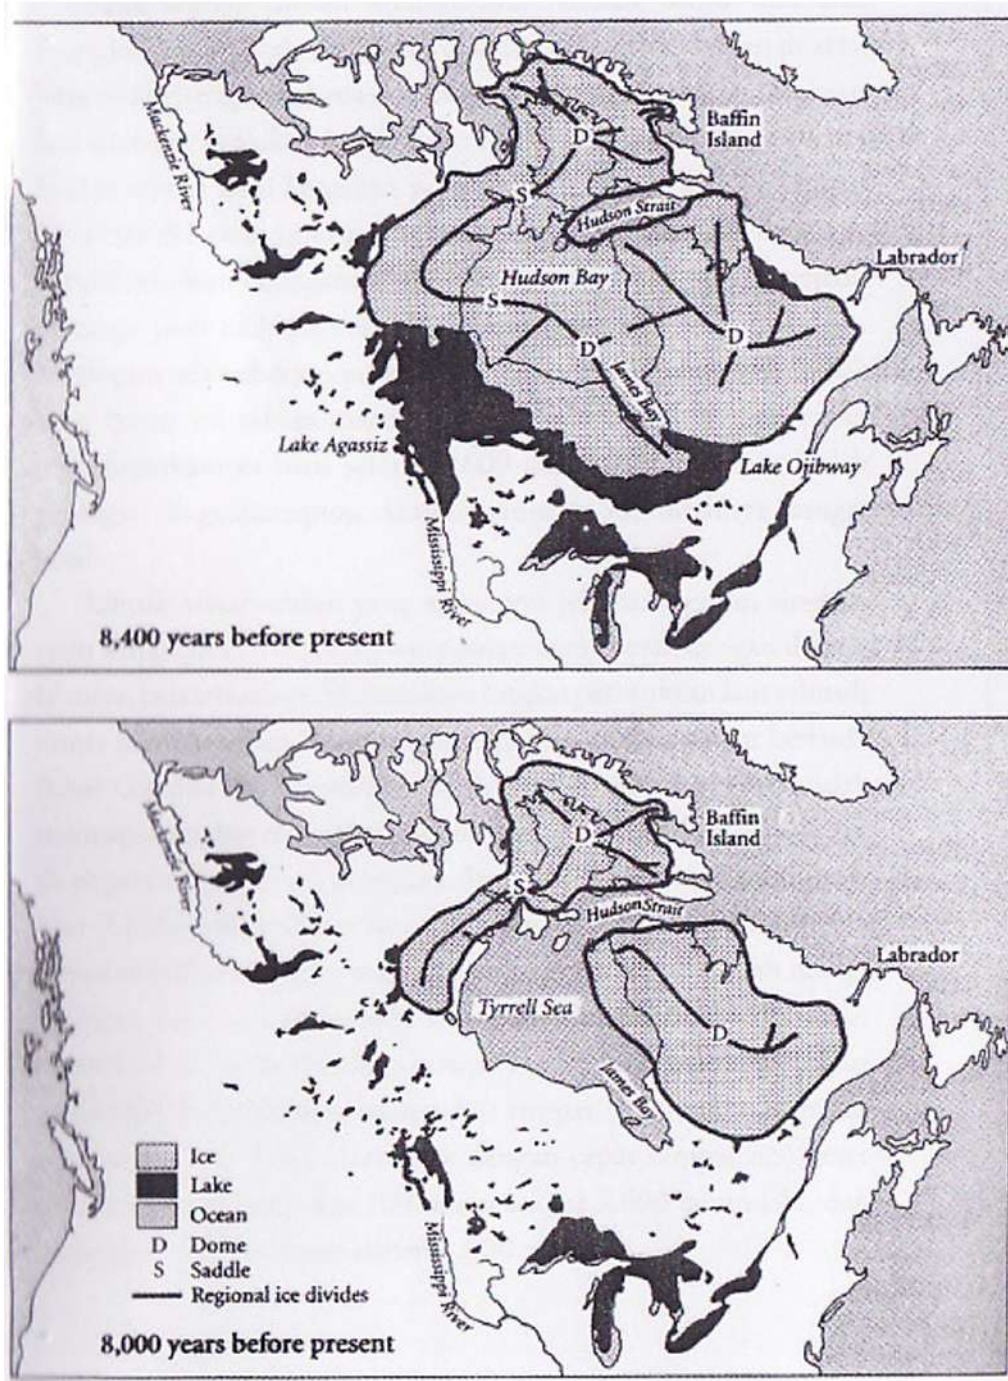 Mackenzie River
Baffin
Island
D
S
Hudson Strait
Labrador
Hudson Bay
S
D
D
James Bay
Lake Agassiz
Lake Ojibway
Mississippi River
8,400 years before present
Mackenzie River
Baffin
Island
D
S
Hudson Strait
Labrador
Tyrrell Sea
D
James Bay
Ice
Lake
Ocean
D Dome
S Saddle
Regional ice divides
Mississippi River
8,000 years before present